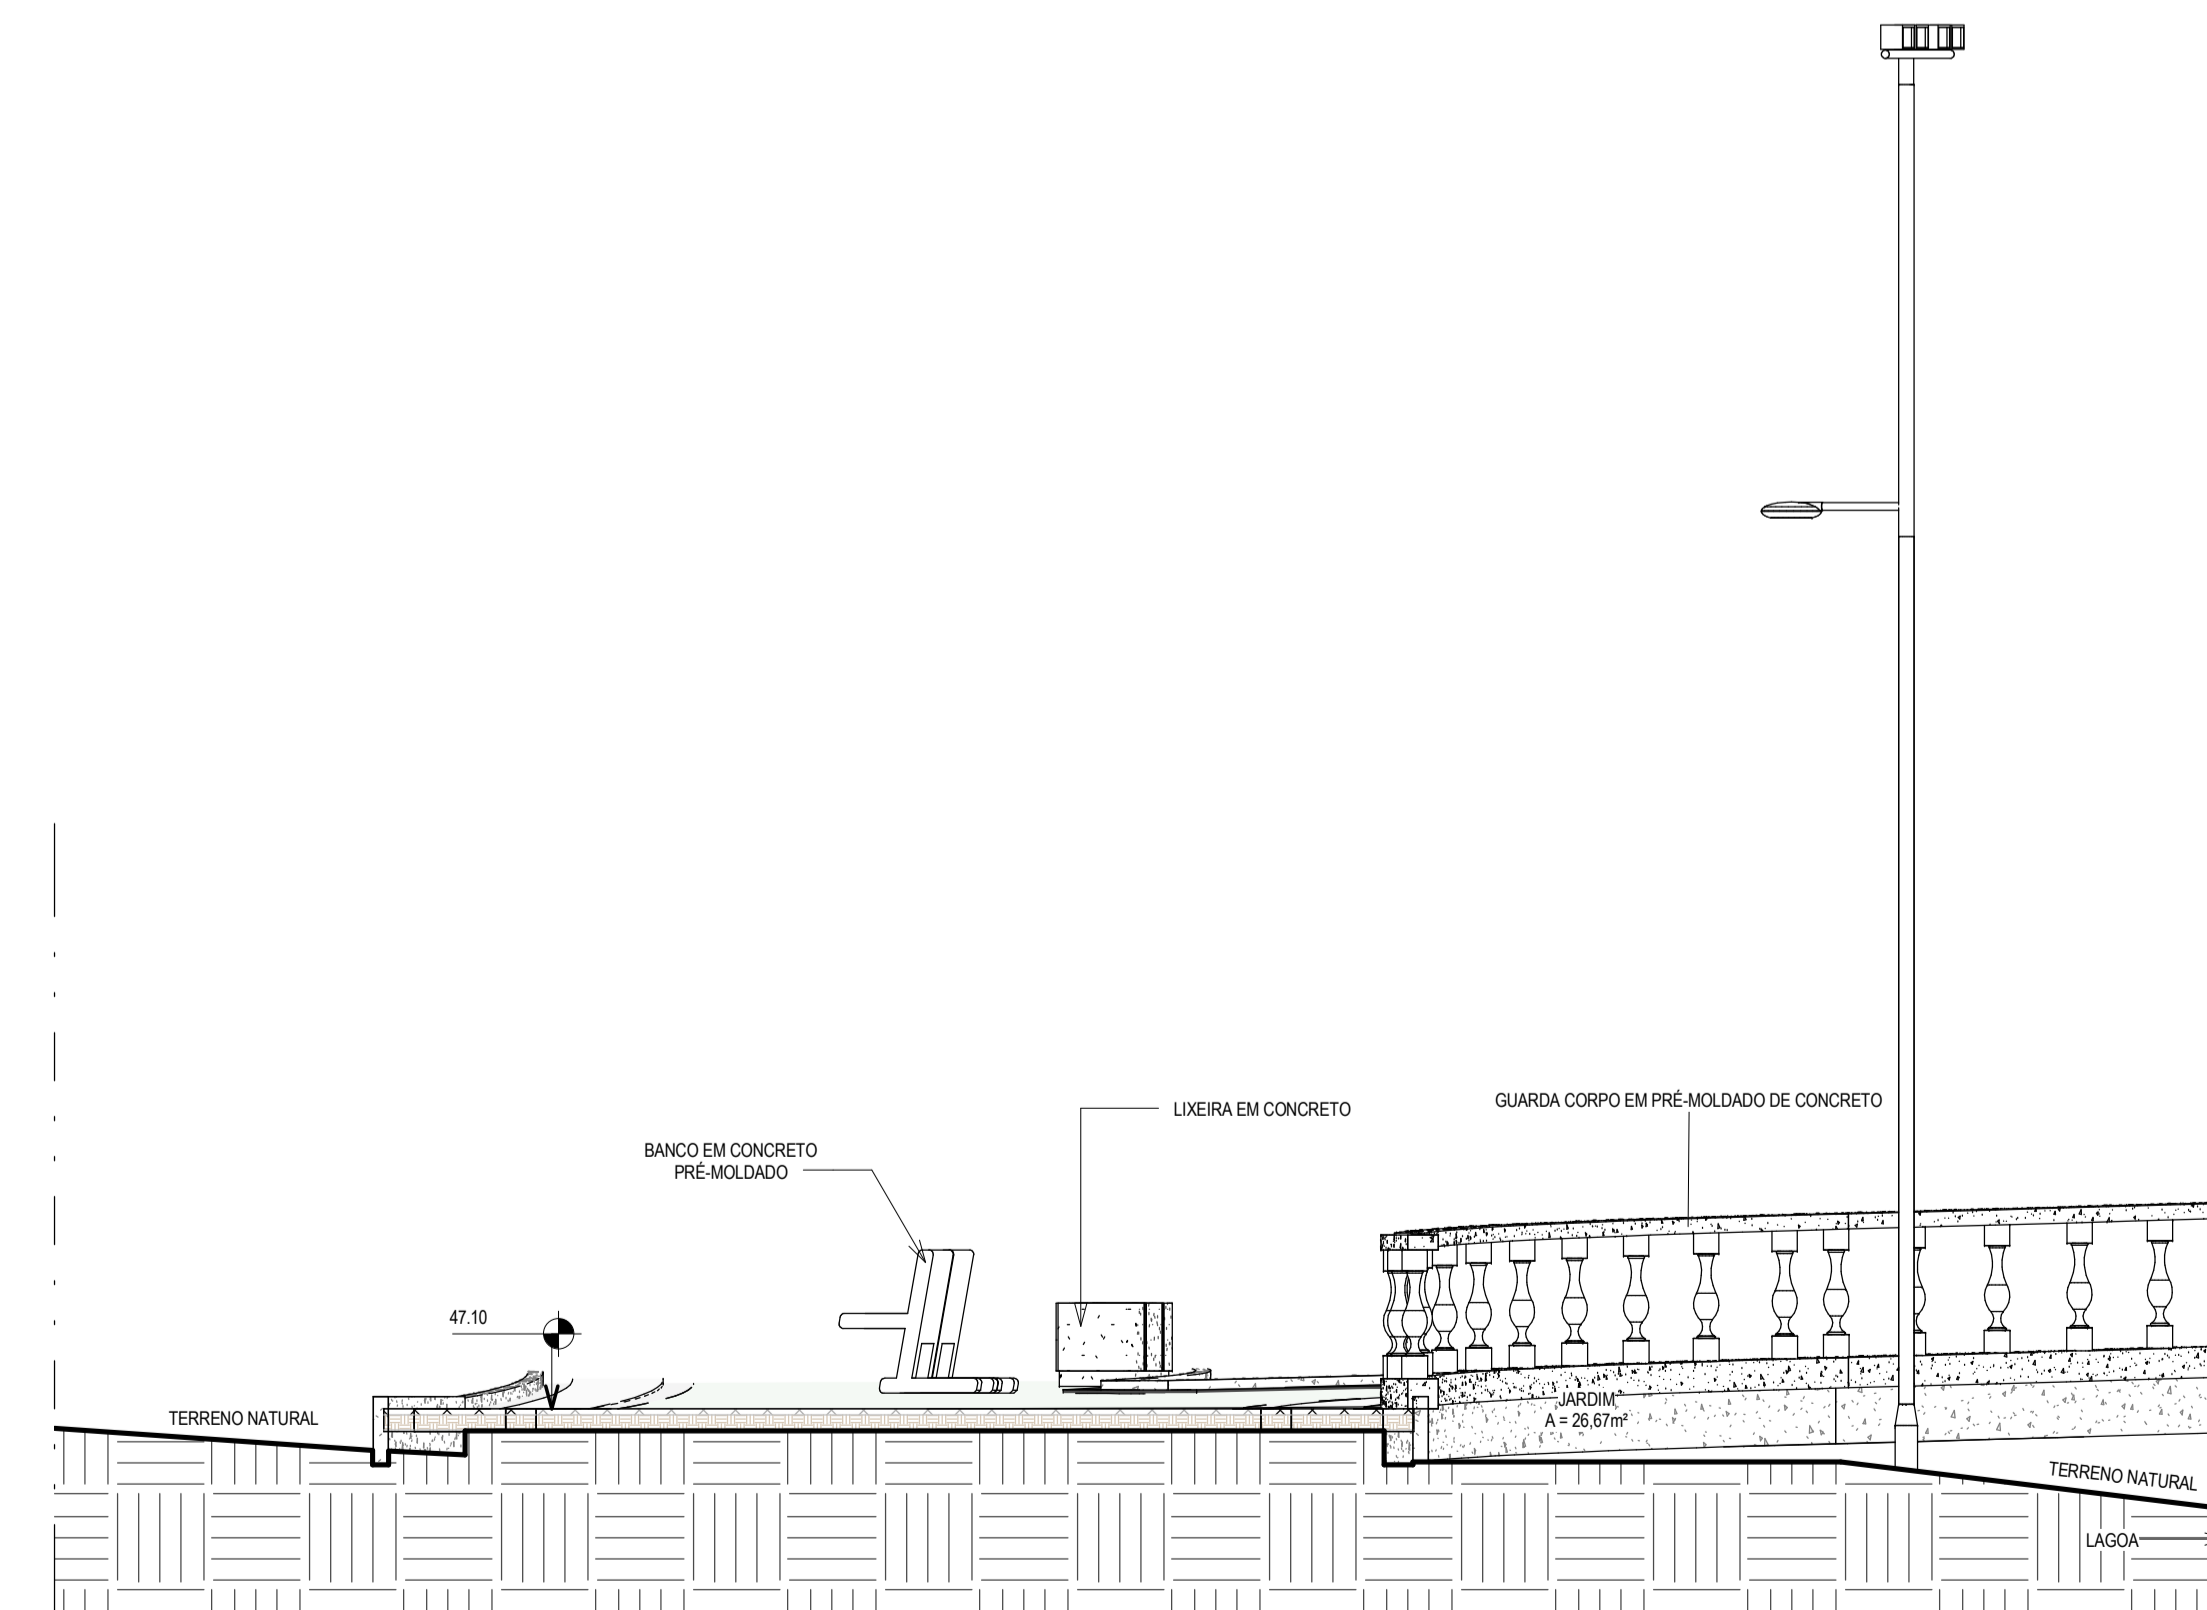 GUARDA CORPO EM PRÉ-MOLDADO DE CONCRETO
LIXEIRA EM CONCRETO
BANCO EM CONCRETO
PRÉ-MOLDADO
47.10
JARDIM
A = 26,67m²
TERRENO NATURAL
TERRENO NATURAL
LAGOA